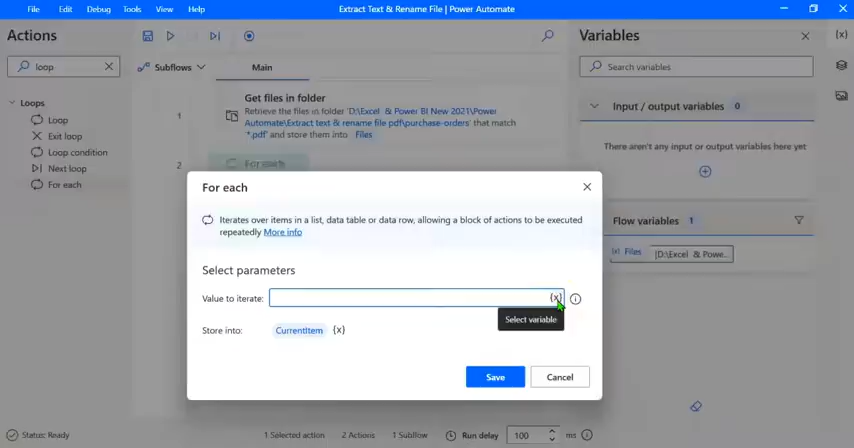 File Edit Debug Tools View Help
Extract Text & Rename File | Power Automate
Actions
loop
Loops
Loop
Exit loop
Loop condition
Next loop
For each
Subflows
Main
1
Get files in folder
Retrieve the files in folder 'D:\Excel & Power BI New 2021\Power
Automate\Extract text & rename file pdf\purchase-orders' that match
'*.pdf' and store them into Files
2
For each
For each
Iterates over items in a list, data table or data row, allowing a block of actions to be executed
repeatedly More info
Select parameters
Value to iterate:
{x}
Select variable
Store into: CurrentItem {x}
Save
Cancel
Variables
{x}
Search variables
Input / output variables 0
There aren't any input or output variables here yet
Flow variables 1
(x) Files
[D:\Excel & Powe...
Status: Ready
1 Selected action
2 Actions
1 Subflow
Run delay
100
ms